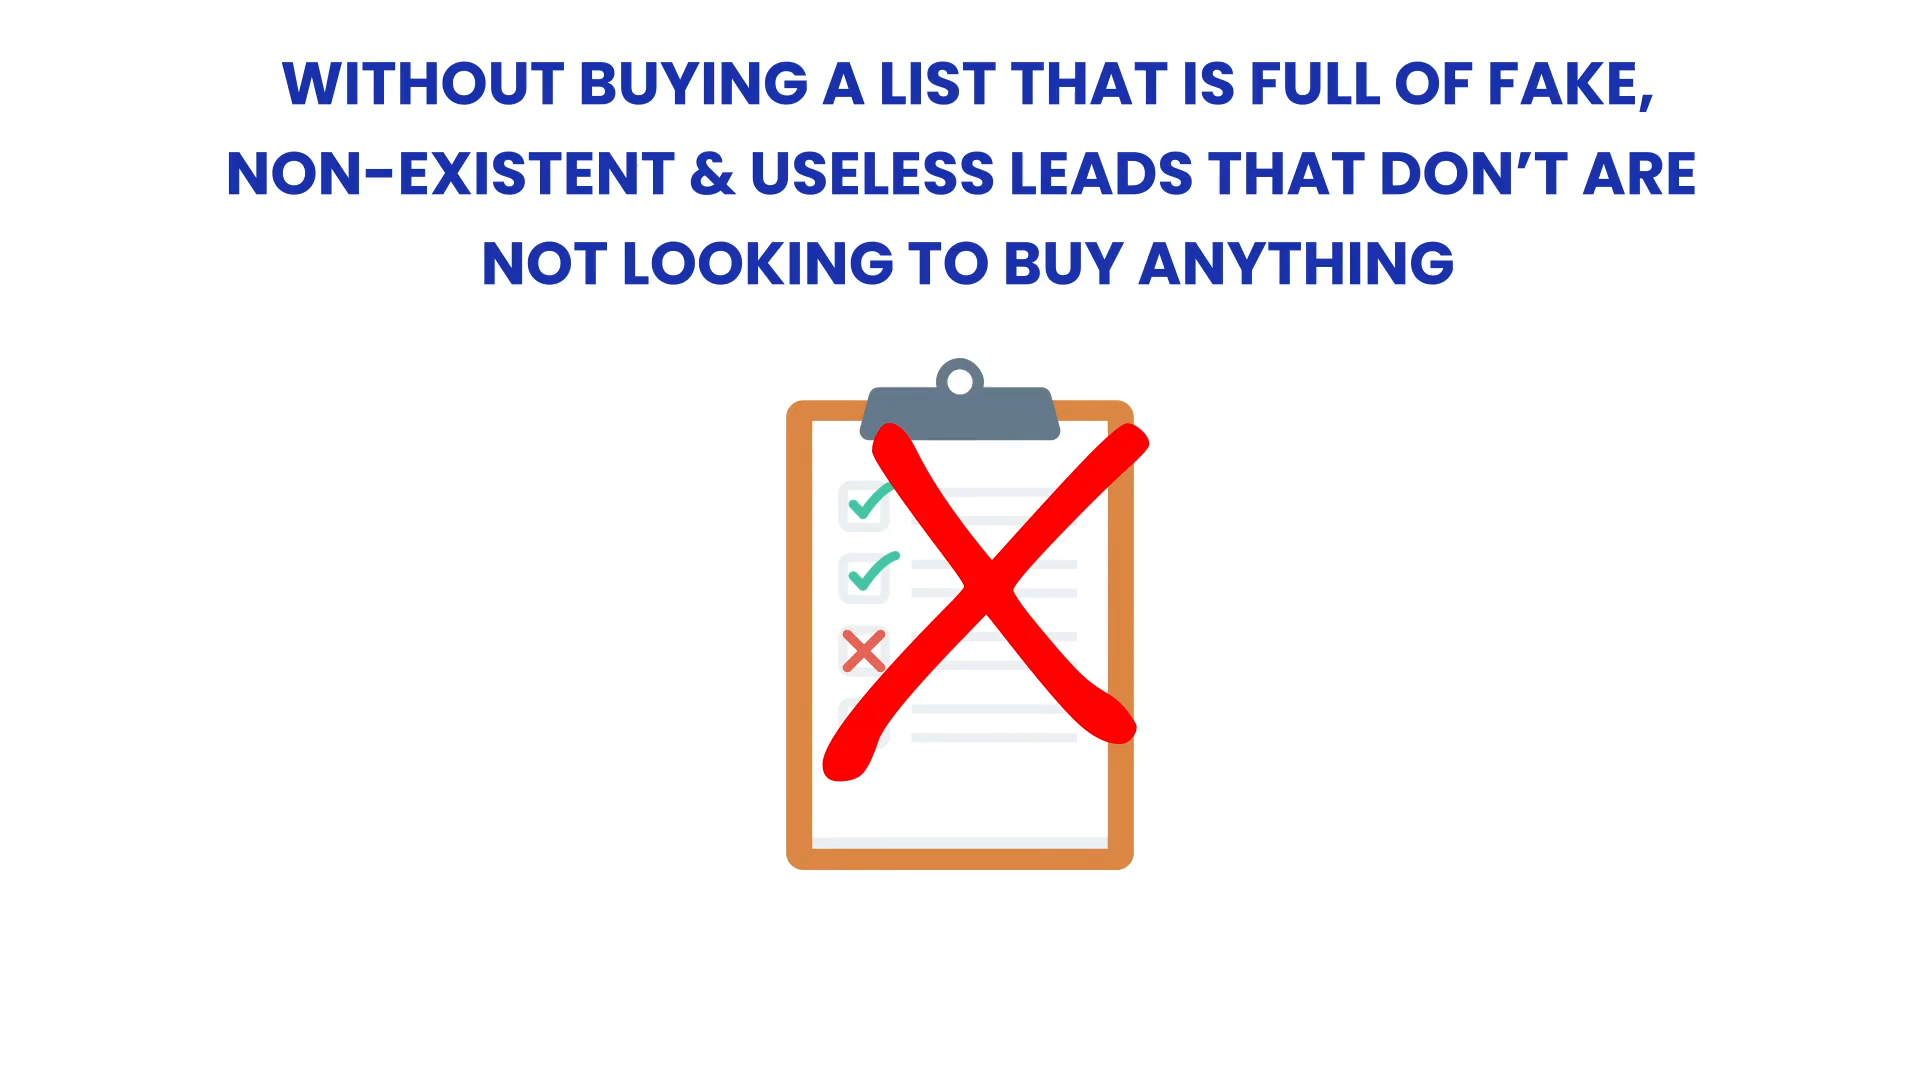 WITHOUT BUYING A LIST THAT IS FULL OF FAKE,
NON-EXISTENT & USELESS LEADS THAT DON’T ARE
NOT LOOKING TO BUY ANYTHING